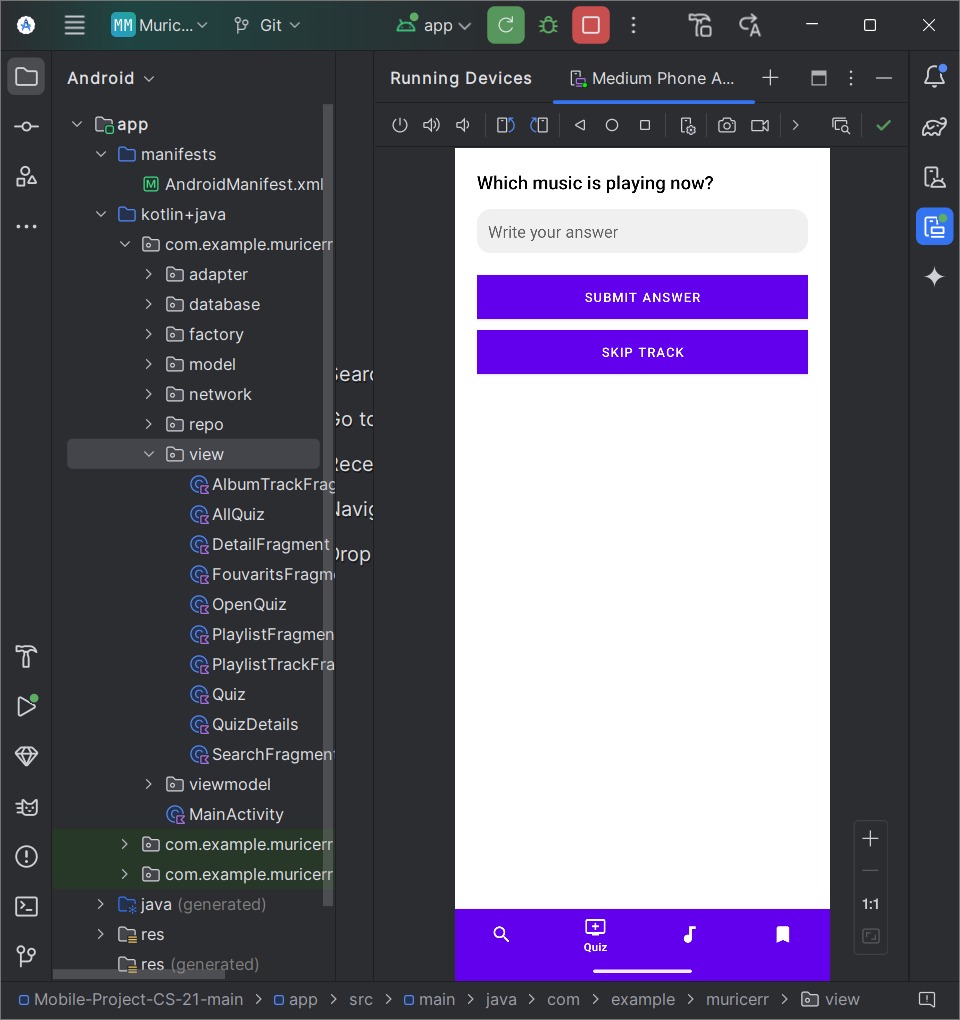 MM Muric... Git app
Android
Running Devices Medium Phone A...
app
manifests
AndroidManifest.xml
kotlin+java
com.example.muricerr
adapter
database
factory
model
network
repo
view
AlbumTrackFrag
AllQuiz
DetailFragment
FouvaritsFragm
OpenQuiz
PlaylistFragmen
PlaylistTrackFra
Quiz
QuizDetails
SearchFragment
viewmodel
MainActivity
com.example.muricerr
com.example.muricerr
java (generated)
res
res (generated)
Searc
Go to
Rece
Navig
Drop
Which music is playing now?
Write your answer
SUBMIT ANSWER
SKIP TRACK
Quiz
1:1
Mobile-Project-CS-21-main > app > src > main > java > com > example > muricerr > view